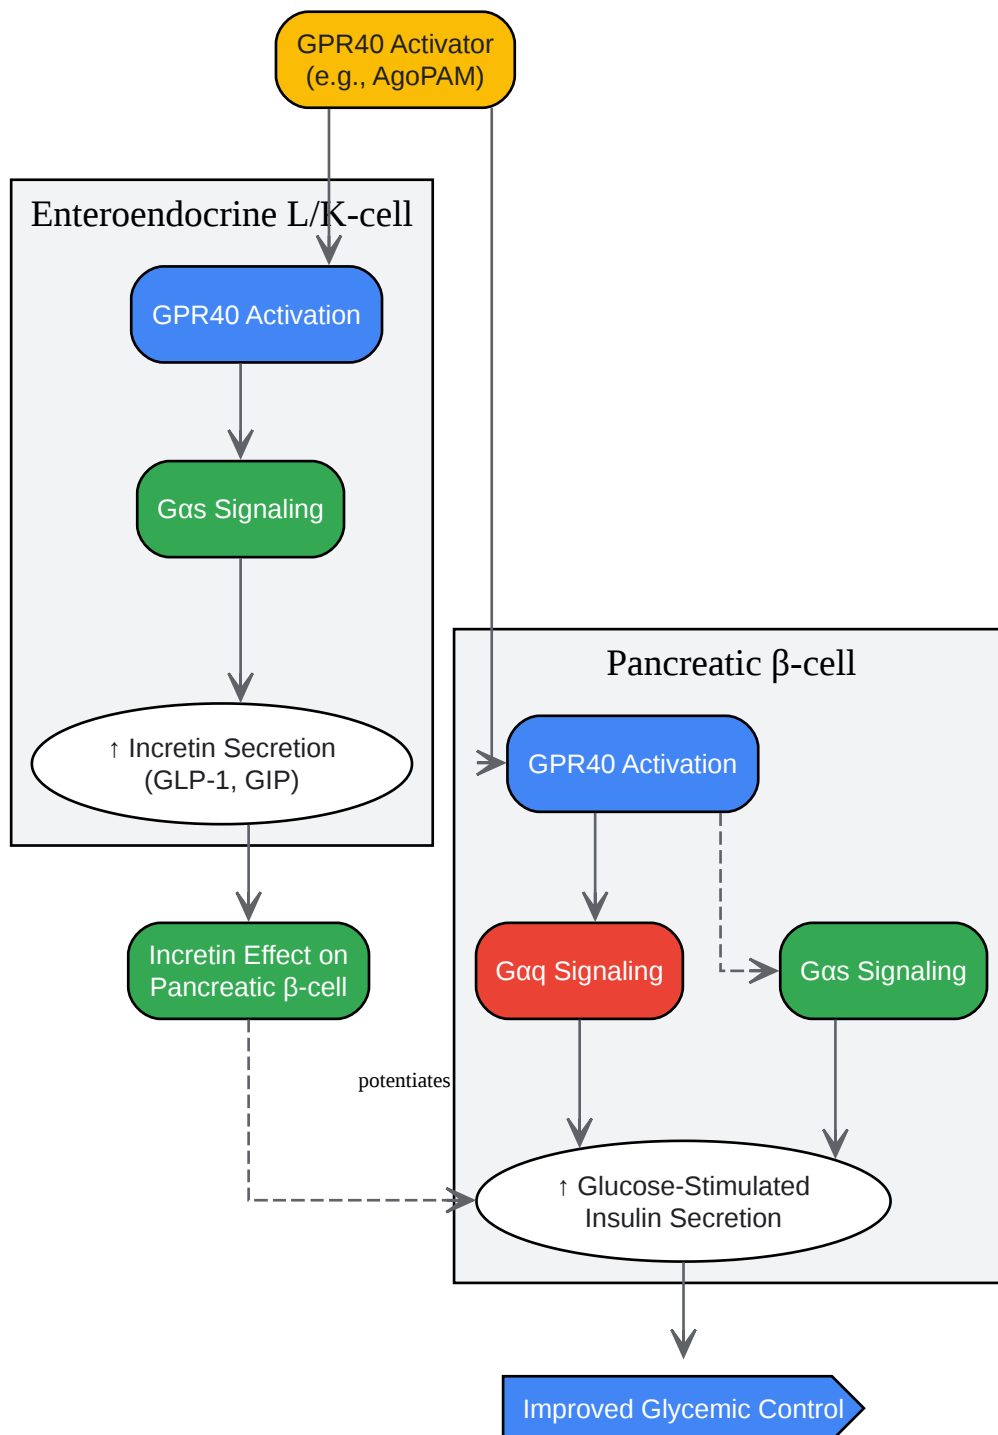 GPR40 Activator
(e.g., AgoPAM)
Enteroendocrine L/K-cell
GPR40 Activation
Gαs Signaling
↑ Incretin Secretion
(GLP-1, GIP)
Incretin Effect on
Pancreatic β-cell
potentiates
Pancreatic β-cell
GPR40 Activation
Gαq Signaling
Gαs Signaling
↑ Glucose-Stimulated
Insulin Secretion
Improved Glycemic Control